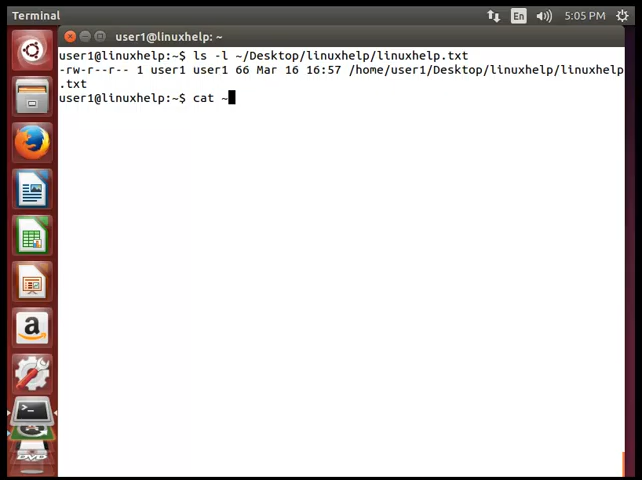 Terminal
En
5:05 PM
user1@linuxhelp: ~
user1@linuxhelp:~$ ls -l ~/Desktop/linuxhelp/linuxhelp.txt
-rw-r--r-- 1 user1 user1 66 Mar 16 16:57 /home/user1/Desktop/linuxhelp/linuxhelp
.txt
user1@linuxhelp:~$ cat ~
a
>_
DVD